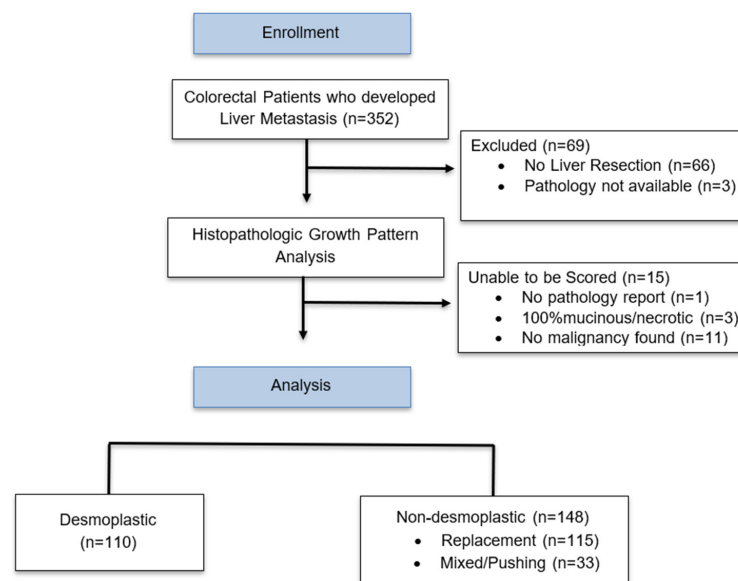 Enrollment
Colorectal Patients who developed
Liver Metastasis (n=352)
Excluded (n=69)
• No Liver Resection (n=66)
• Pathology not available (n=3)
Histopathologic Growth Pattern
Analysis
Unable to be Scored (n=15)
• No pathology report (n=1)
• 100%mucinous/necrotic (n=3)
• No malignancy found (n=11)
Analysis
Desmoplastic
(n=110)
Non-desmoplastic (n=148)
• Replacement (n=115)
• Mixed/Pushing (n=33)